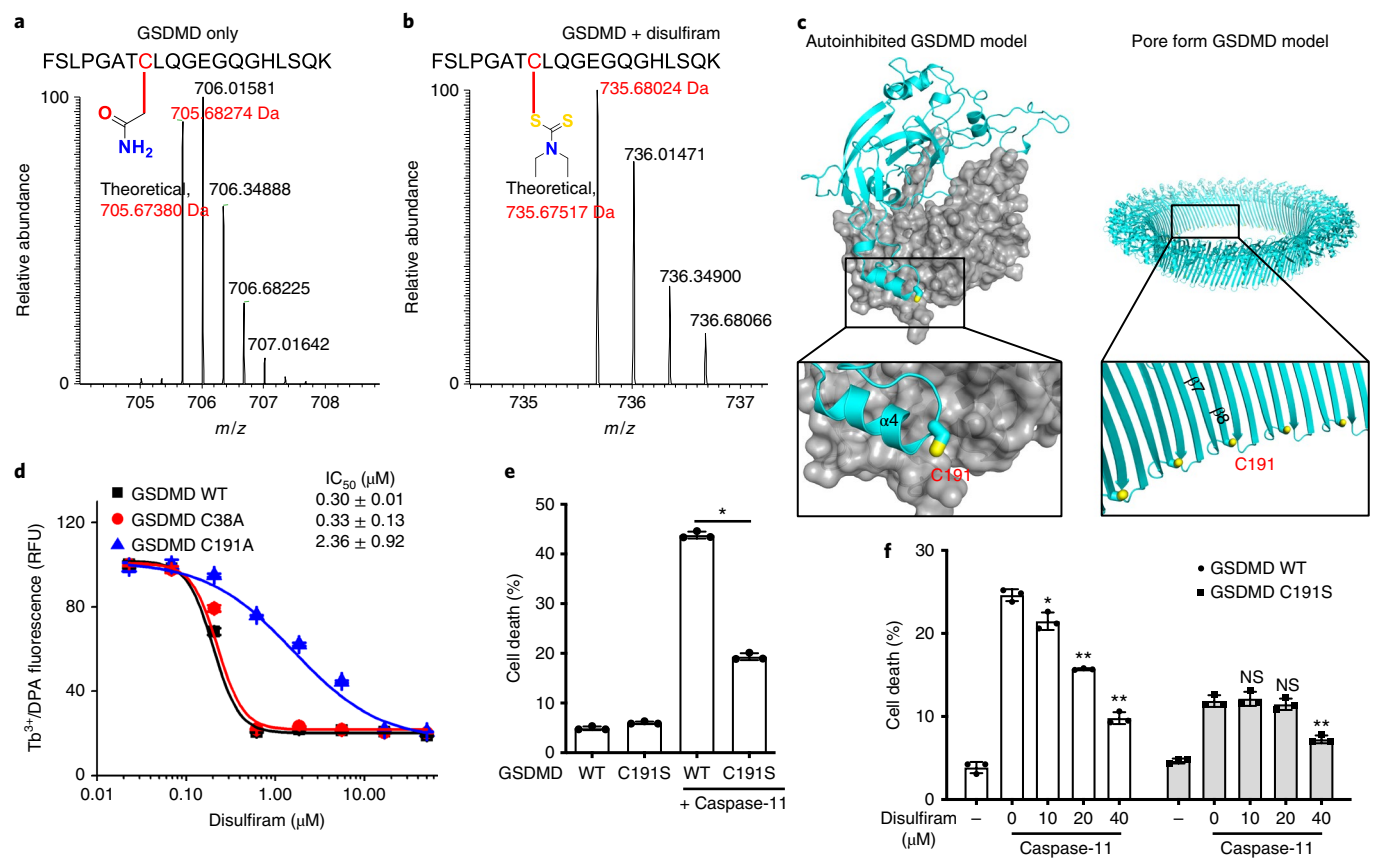 a
GSDMD only
FSLPGATCLQGEGQGHLSQK
100
706.01581
705.68274 Da
O
NH2
Theoretical,
705.67380 Da
706.34888
706.68225
707.01642
Relative abundance
0
705 706 707 708
m/z
b
GSDMD + disulfiram
FSLPGATCLQGEGQGHLSQK
100
735.68024 Da
S S
N
736.01471
Theoretical,
735.67517 Da
736.34900
736.68066
Relative abundance
0
735 736 737
m/z
c
Autoinhibited GSDMD model
Pore form GSDMD model
α4
C191
β7
β8
C191
d
GSDMD WT
GSDMD C38A
GSDMD C191A
IC50 (μM)
0.30 ± 0.01
0.33 ± 0.13
2.36 ± 0.92
Tb3+/DPA fluorescence (RFU)
120
80
40
0
0.01 0.10 1.00 10.00
Disulfiram (μM)
e
Cell death (%)
50
40
30
20
10
0
*
GSDMD WT C191S WT C191S
+ Caspase-11
f
GSDMD WT
GSDMD C191S
Cell death (%)
30
20
10
0
* ** ** NS NS **
Disulfiram – 0 10 20 40 – 0 10 20 40
(μM)
Caspase-11 Caspase-11